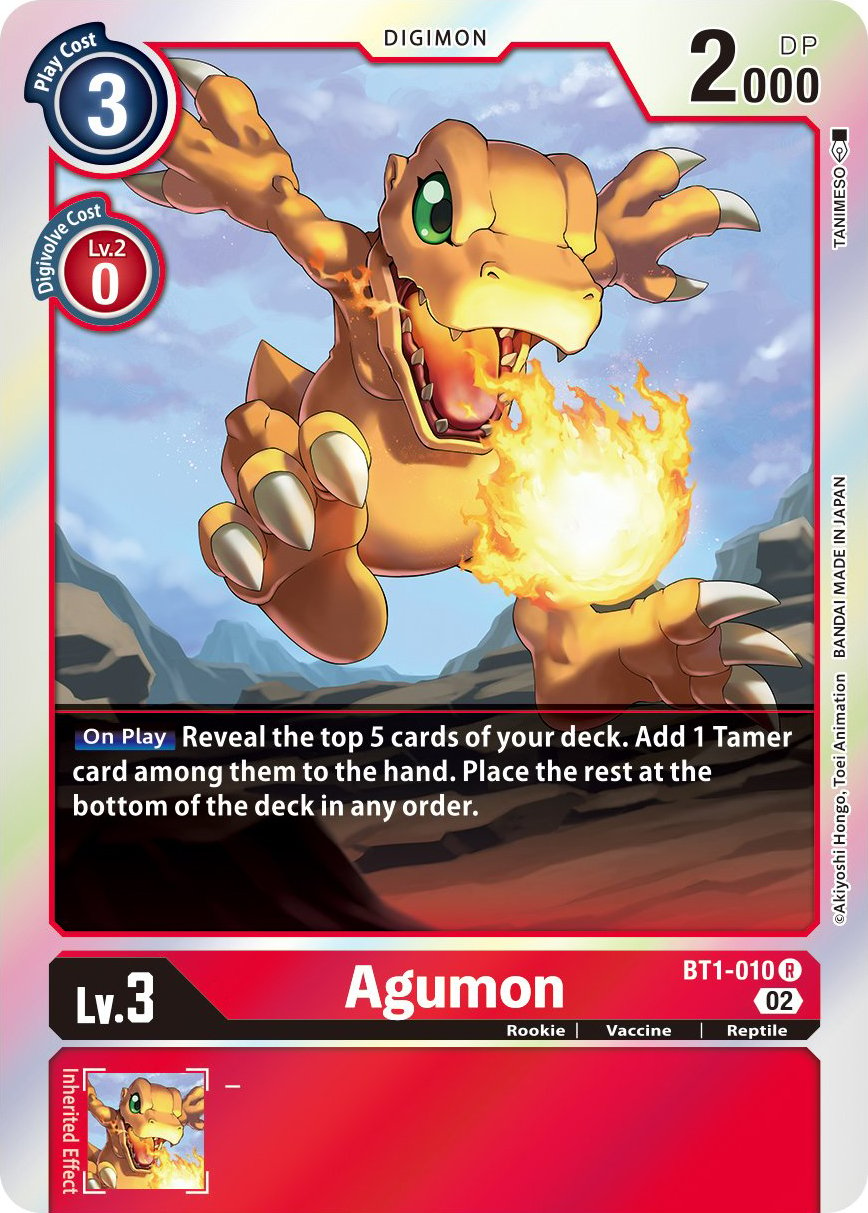 DIGIMON
Play Cost
3
DP
2000
Digivolve Cost
Lv.2
0
TANIMESO
BANDAI MADE IN JAPAN
©Akiyoshi Hongo, Toei Animation
On Play Reveal the top 5 cards of your deck. Add 1 Tamer
card among them to the hand. Place the rest at the
bottom of the deck in any order.
Lv.3
Agumon
BT1-010 R
02
Rookie | Vaccine | Reptile
Inherited Effect
–